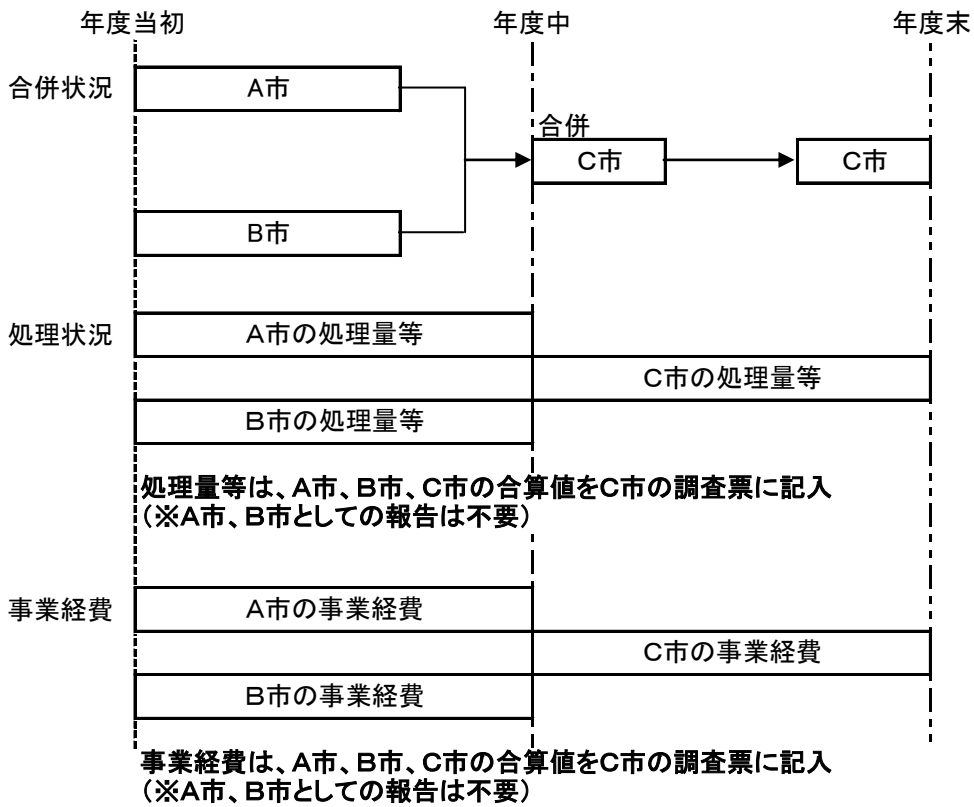 年度当初 年度中 年度末
合併状況 A市
合併
C市 C市
B市
処理状況 A市の処理量等
C市の処理量等
B市の処理量等
処理量等は、A市、B市、C市の合算値をC市の調査票に記入
（※A市、B市としての報告は不要）
事業経費 A市の事業経費
C市の事業経費
B市の事業経費
事業経費は、A市、B市、C市の合算値をC市の調査票に記入
（※A市、B市としての報告は不要）